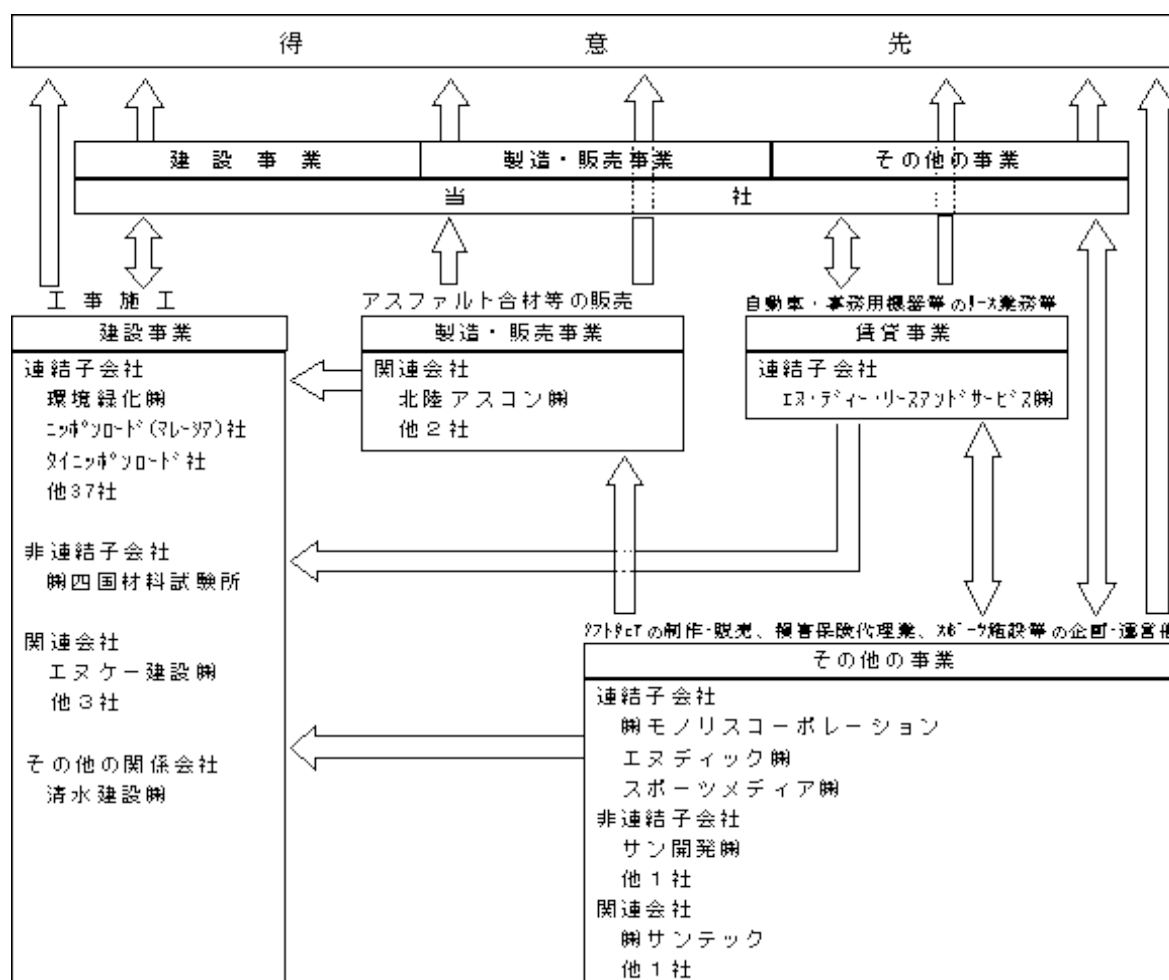 得意先
建設事業
製造・販売事業
その他の事業
当社
工事施工
建設事業
連結子会社
環境緑化㈱
ﾆｯﾎﾟﾝﾛｰﾄﾞ(ﾏﾚｰｼｱ)社
ﾀｲﾆｯﾎﾟﾝﾛｰﾄﾞ社
他37社
非連結子会社
㈱四国材料試験所
関連会社
エヌケー建設㈱
他３社
その他の関係会社
清水建設㈱
アスファルト合材等の販売
製造・販売事業
関連会社
北陸アスコン㈱
他２社
自動車・事務用機器等のﾘｰｽ業務等
賃貸事業
連結子会社
ｴﾇ・ﾃﾞｨｰ・ﾘｰｽｱﾝﾄﾞｻｰﾋﾞｽ㈱
ｿﾌﾄｳｪｱの制作・販売、損害保険代理業、ｽﾎﾟｰﾂ施設等の企画・運営他
その他の事業
連結子会社
㈱モノリスコーポレーション
エヌディック㈱
スポーツメディア㈱
非連結子会社
サン開発㈱
他１社
関連会社
㈱サンテック
他１社